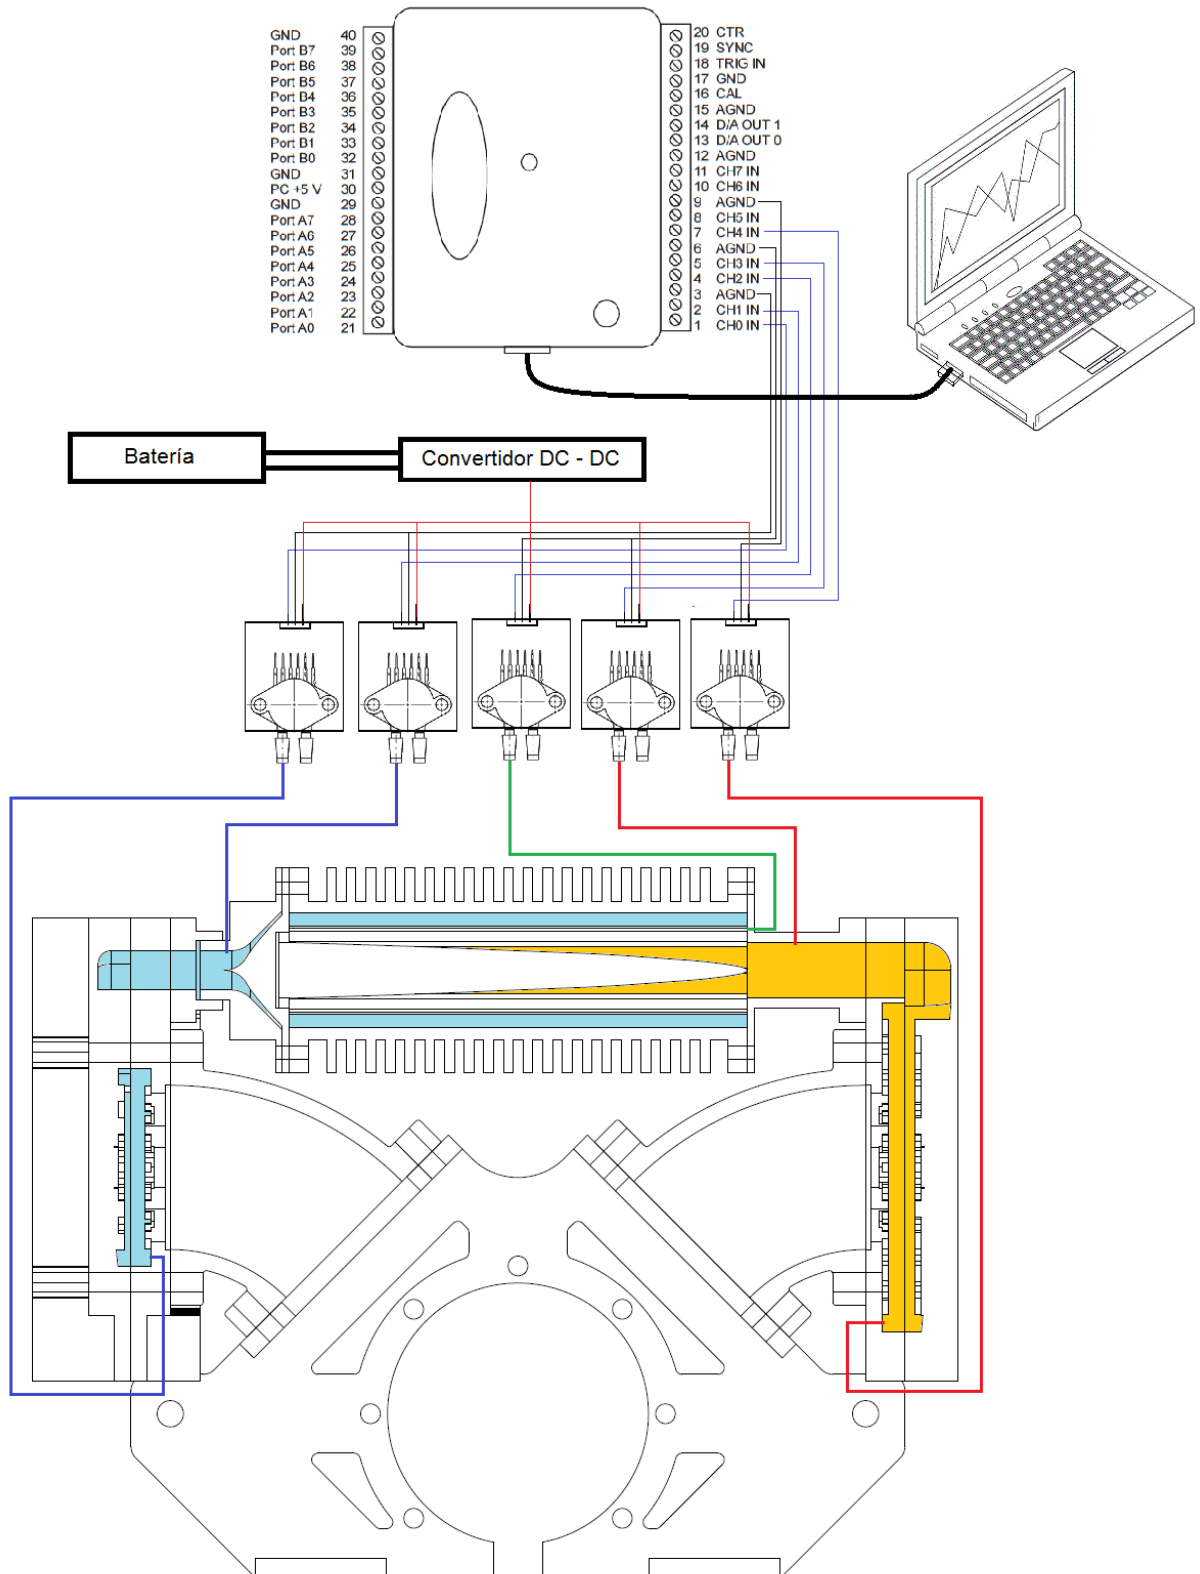 GND 40
Port B7 39
Port B6 38
Port B5 37
Port B4 36
Port B3 35
Port B2 34
Port B1 33
Port B0 32
GND 31
PC +5 V 30
GND 29
Port A7 28
Port A6 27
Port A5 26
Port A4 25
Port A3 24
Port A2 23
Port A1 22
Port A0 21
20 CTR
19 SYNC
18 TRIG IN
17 GND
16 CAL
15 AGND
14 D/A OUT 1
13 D/A OUT 0
12 AGND
11 CH7 IN
10 CH6 IN
9 AGND
8 CH5 IN
7 CH4 IN
6 AGND
5 CH3 IN
4 CH2 IN
3 AGND
2 CH1 IN
1 CH0 IN
Batería
Convertidor DC - DC